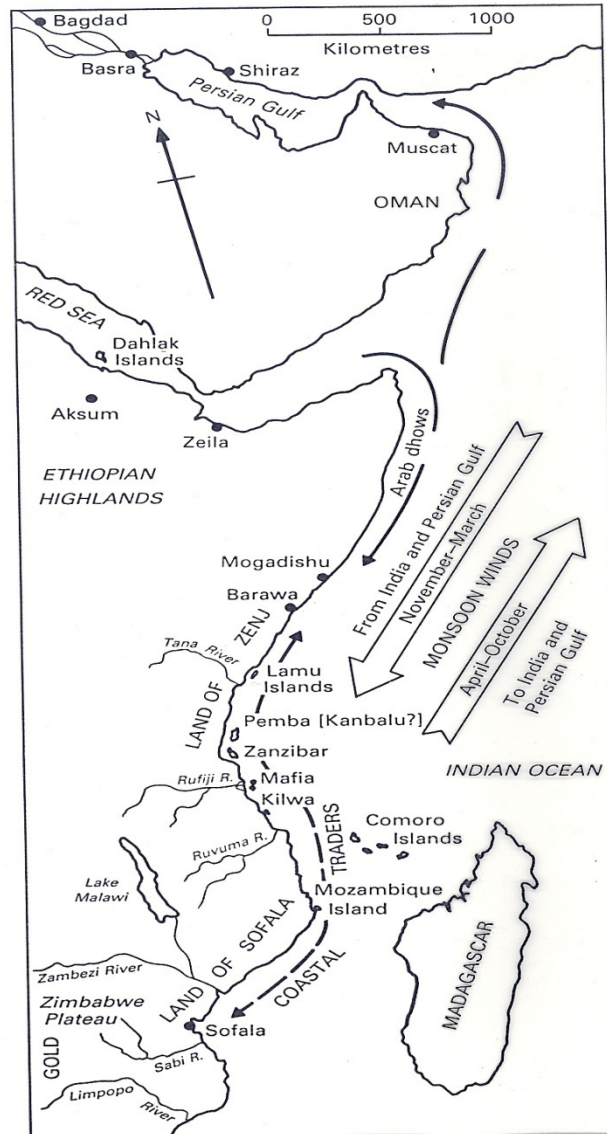 Bagdad
0 500 1000
Kilometres
Basra
Shiraz
Persian Gulf
N
Muscat
OMAN
RED SEA
Dahlak
Islands
Aksum
Zeila
Arab dhows
ETHIOPIAN
HIGHLANDS
From India and Persian Gulf
November–March
MONSOON WINDS
April–October
To India and
Persian Gulf
Mogadishu
Barawa
LAND OF ZENJ
Tana River
Lamu
Islands
Pemba [Kanbalu?]
Zanzibar
INDIAN OCEAN
Rufiji R.
Mafia
Kilwa
COASTAL TRADERS
Comoro
Islands
Ruvuma R.
Lake
Malawi
Mozambique
Island
LAND OF SOFALA
MADAGASCAR
Zambezi River
Zimbabwe
Plateau
Sofala
GOLD
Sabi R.
Limpopo
River